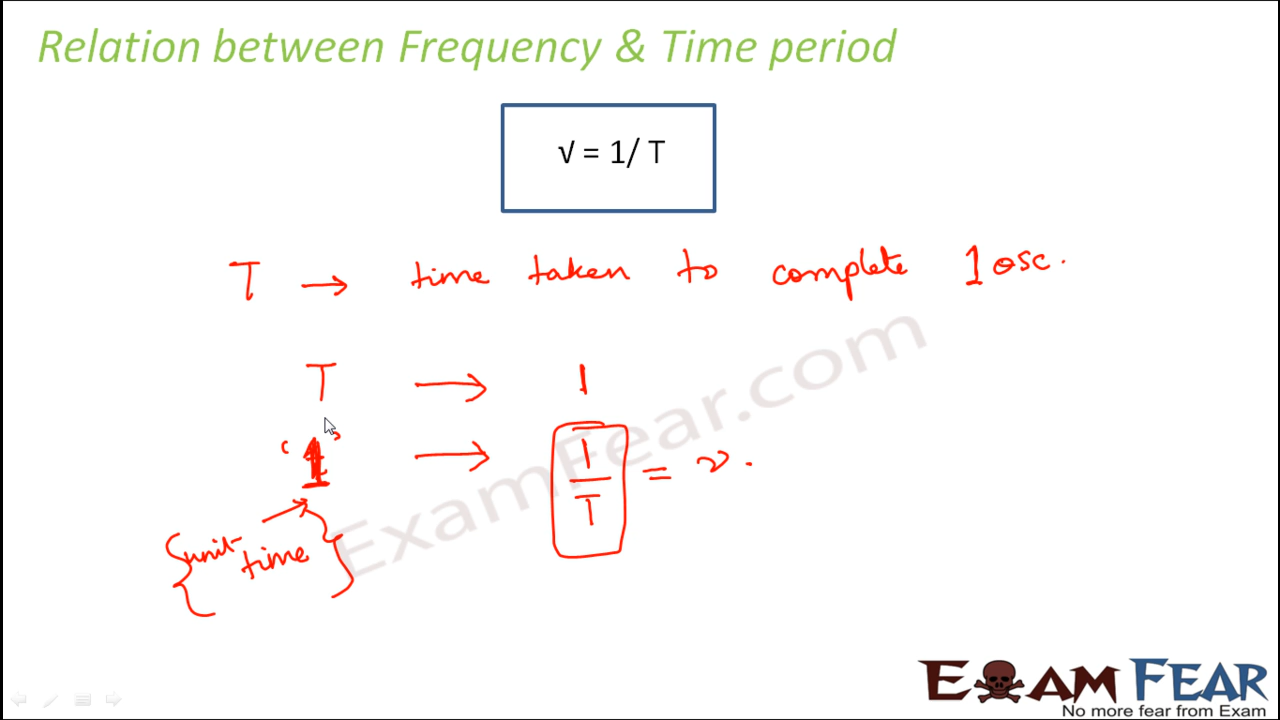 Relation between Frequency & Time period
√ = 1/ T
T → time taken to complete 1 osc.
T → 1
'1' → 1/T = ν.
{unit time}
ExamFear.com
EXAM FEAR
No more fear from Exam